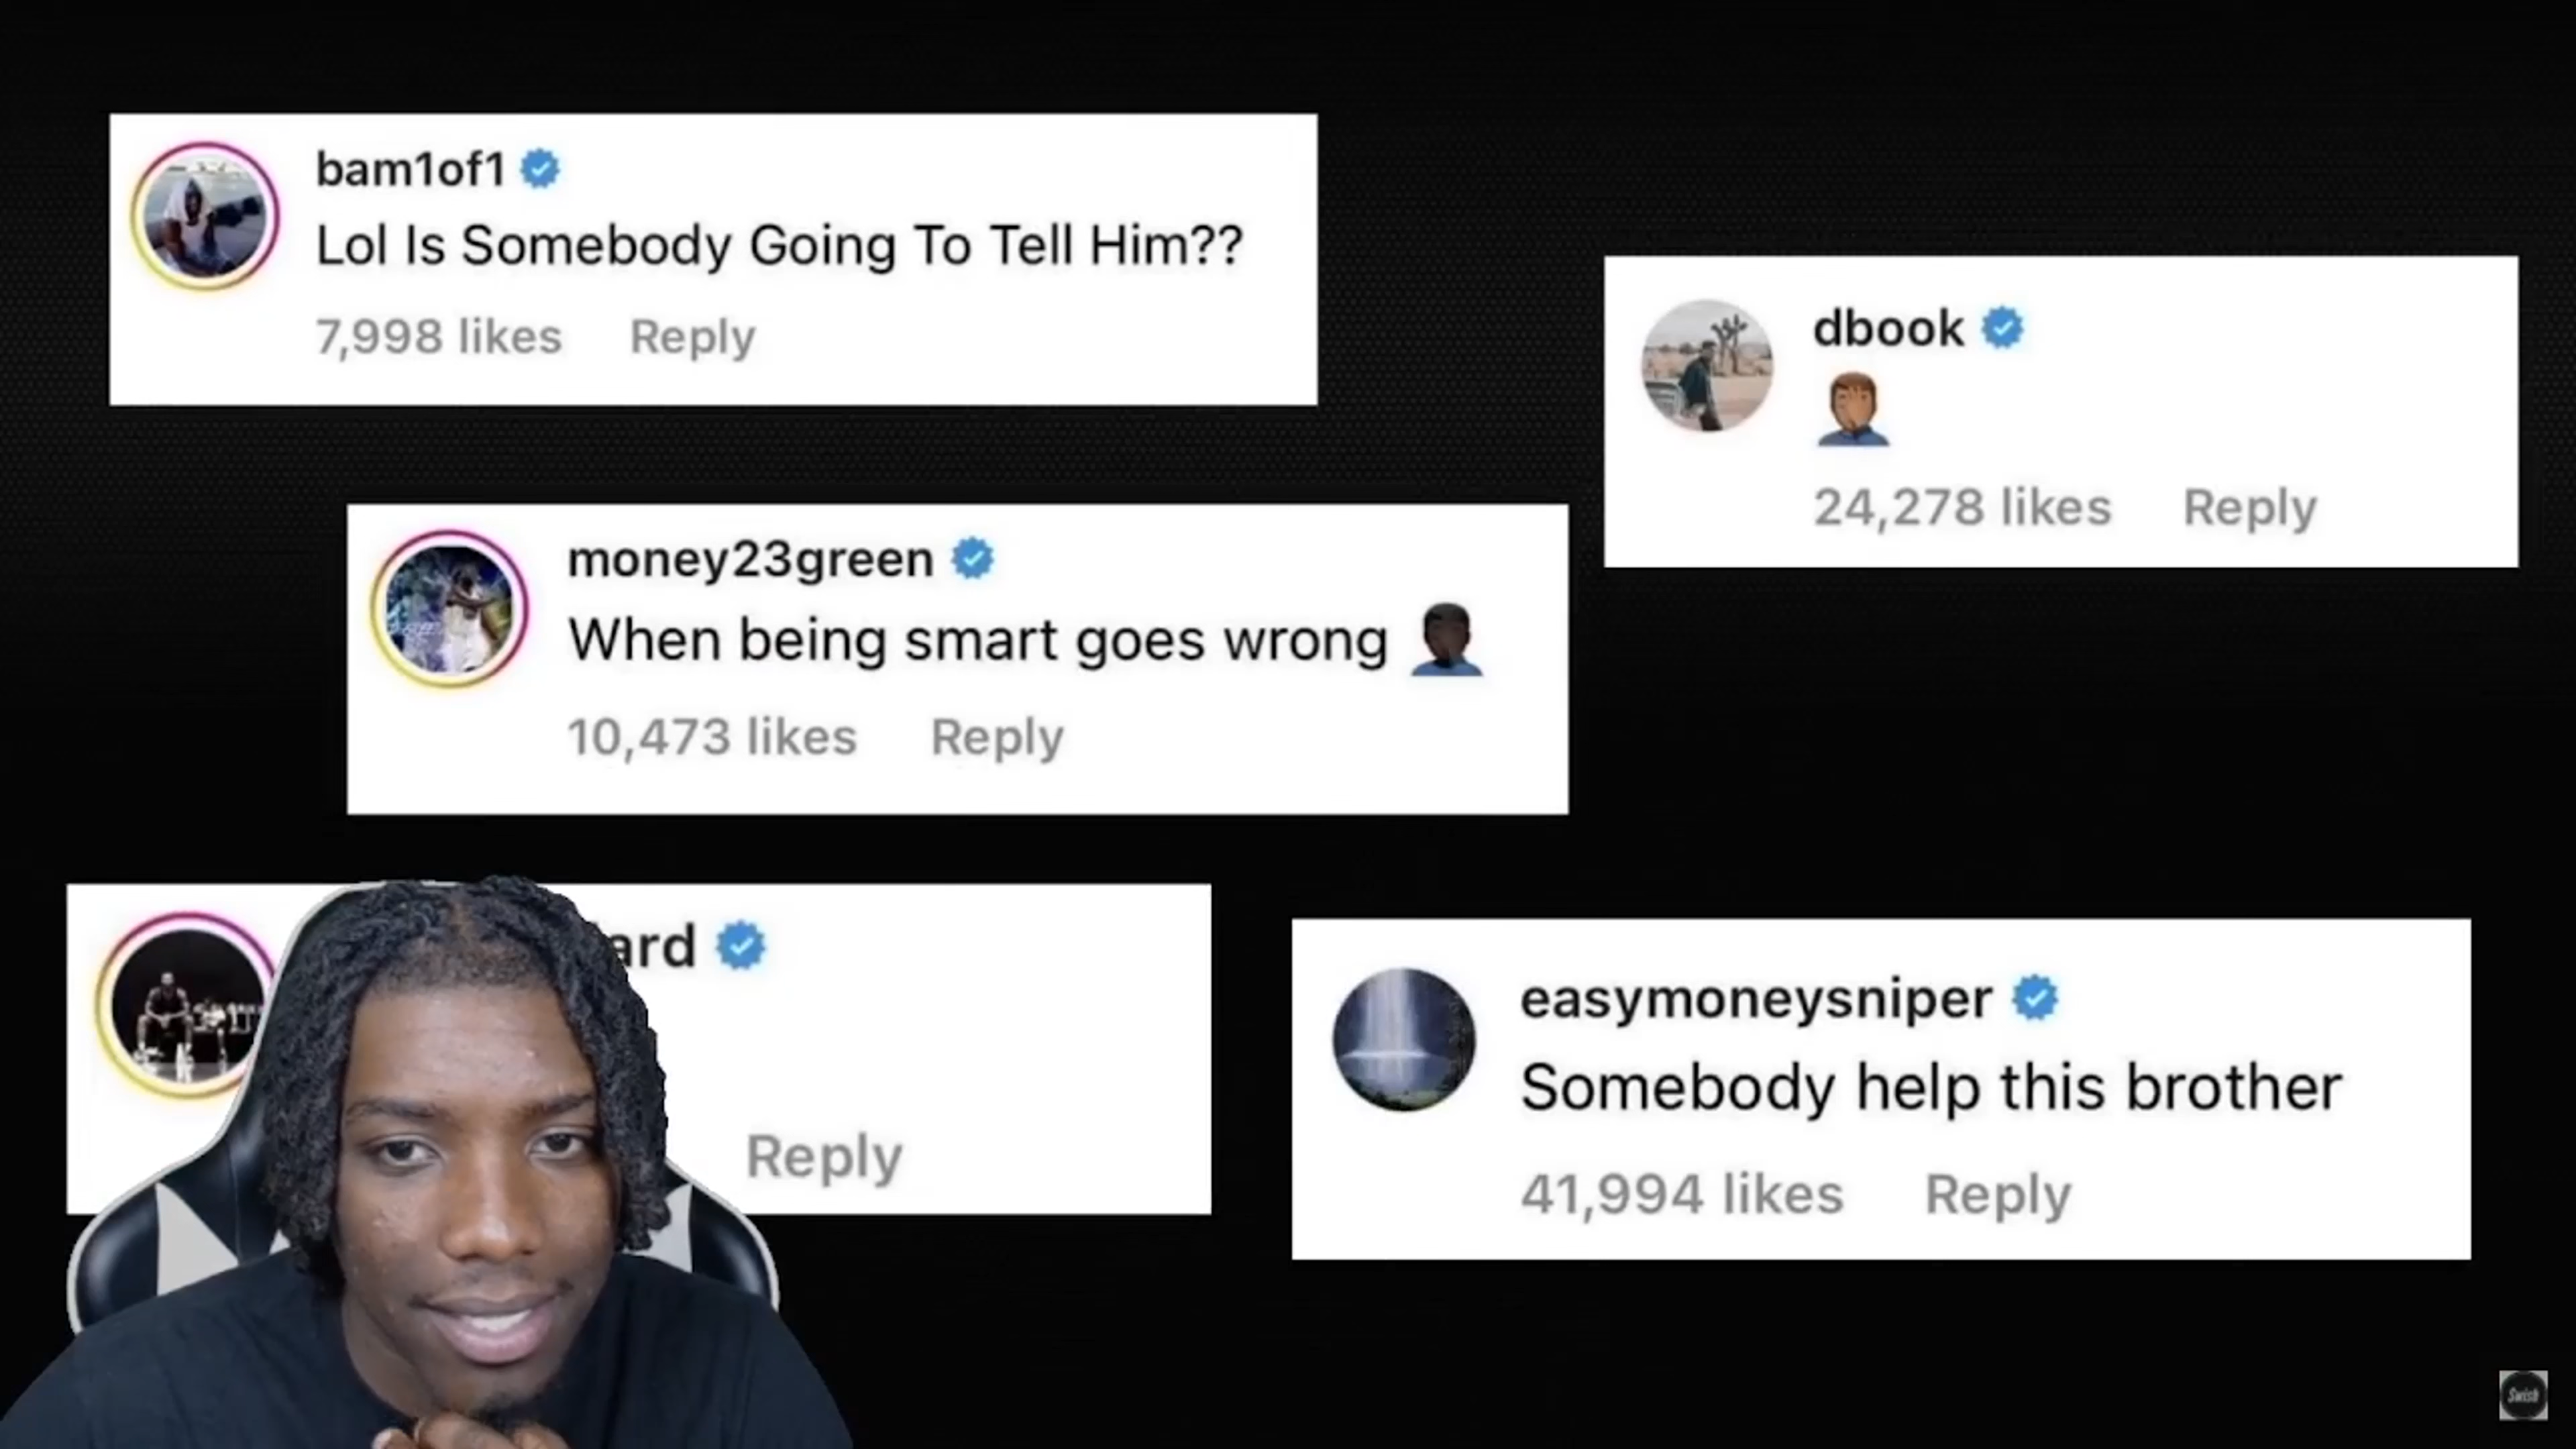 bam1of1
Lol Is Somebody Going To Tell Him??
7,998 likes Reply
dbook
🤦🏾‍♂️
24,278 likes Reply
money23green
When being smart goes wrong 🤦🏿‍♂️
10,473 likes Reply
ard
Reply
easymoneysniper
Somebody help this brother
41,994 likes Reply
Swish